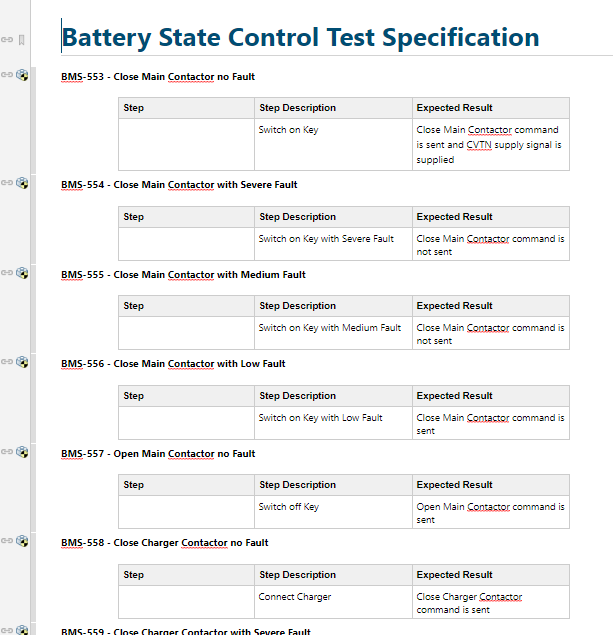 Battery State Control Test Specification
BMS-553 - Close Main Contactor no Fault
Step Step Description Expected Result
Switch on Key Close Main Contactor command
is sent and CVTN supply signal is
supplied
BMS-554 - Close Main Contactor with Severe Fault
Step Step Description Expected Result
Switch on Key with Severe Fault Close Main Contactor command is
not sent
BMS-555 - Close Main Contactor with Medium Fault
Step Step Description Expected Result
Switch on Key with Medium Fault Close Main Contactor command is
not sent
BMS-556 - Close Main Contactor with Low Fault
Step Step Description Expected Result
Switch on Key with Low Fault Close Main Contactor command is
sent
BMS-557 - Open Main Contactor no Fault
Step Step Description Expected Result
Switch off Key Open Main Contactor command is
sent
BMS-558 - Close Charger Contactor no Fault
Step Step Description Expected Result
Connect Charger Close Charger Contactor
command is sent
BMS-559 - Close Charger Contactor with Severe Fault